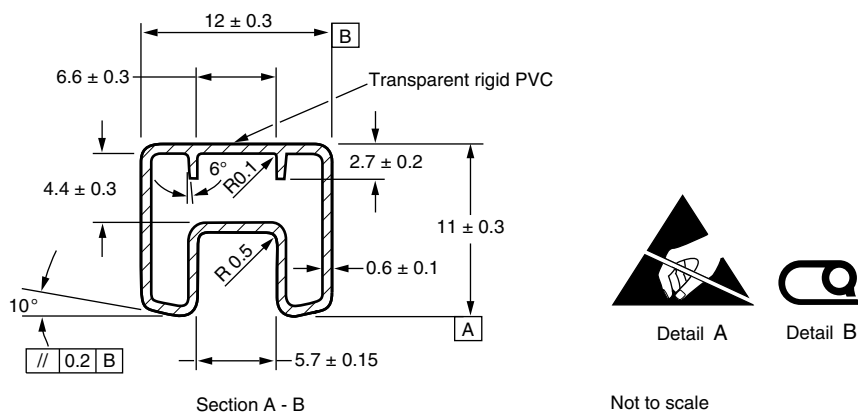 12 ± 0.3
B
6.6 ± 0.3
Transparent rigid PVC
6°
R0.1
2.7 ± 0.2
4.4 ± 0.3
11 ± 0.3
R 0.5
0.6 ± 0.1
10°
A
// 0.2 B
5.7 ± 0.15
Detail A
Detail B
Section A - B
Not to scale